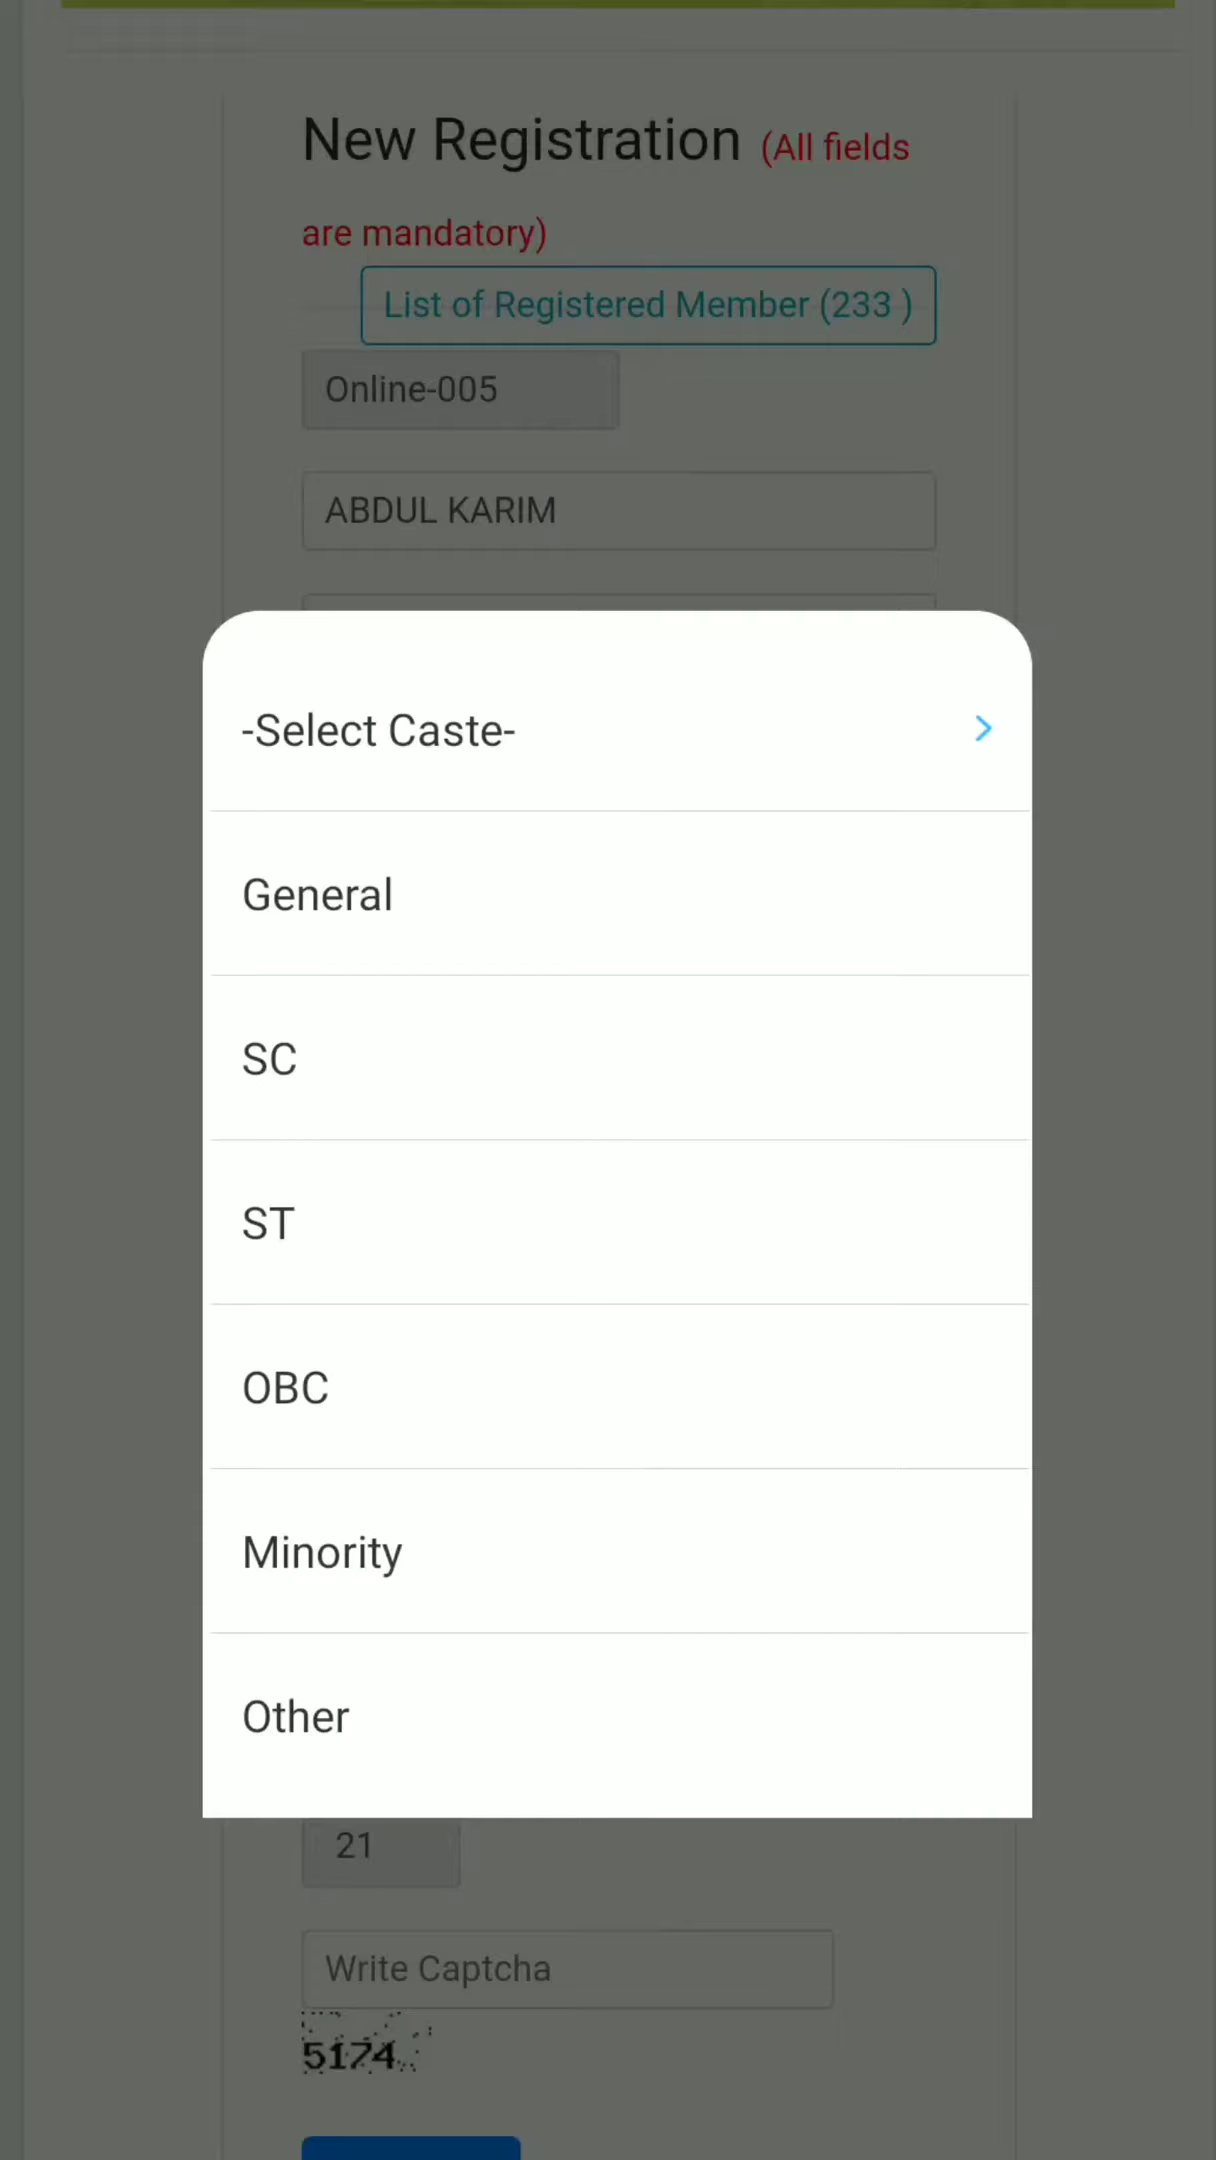 New Registration (All fields
are mandatory)
List of Registered Member (233 )
Online-005
ABDUL KARIM
-Select Caste-
General
SC
ST
OBC
Minority
Other
21
Write Captcha
5174